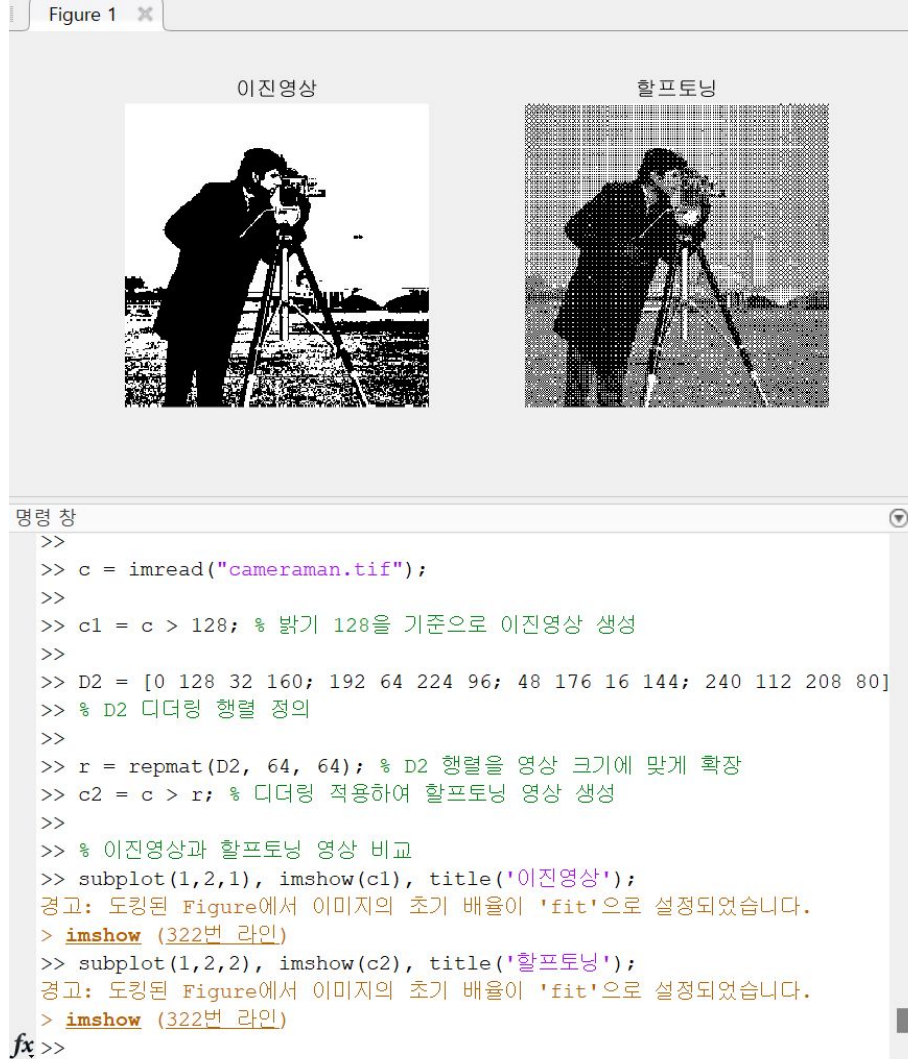 Figure 1
이진영상
할프토닝
명령 창
>>
>> c = imread("cameraman.tif");
>>
>> c1 = c > 128; % 밝기 128을 기준으로 이진영상 생성
>>
>> D2 = [0 128 32 160; 192 64 224 96; 48 176 16 144; 240 112 208 80]
>> % D2 디더링 행렬 정의
>>
>> r = repmat(D2, 64, 64); % D2 행렬을 영상 크기에 맞게 확장
>> c2 = c > r; % 디더링 적용하여 할프토닝 영상 생성
>>
>> % 이진영상과 할프토닝 영상 비교
>> subplot(1,2,1), imshow(c1), title('이진영상');
경고: 도킹된 Figure에서 이미지의 초기 배율이 'fit'으로 설정되었습니다.
> imshow (322번 라인)
>> subplot(1,2,2), imshow(c2), title('할프토닝');
경고: 도킹된 Figure에서 이미지의 초기 배율이 'fit'으로 설정되었습니다.
> imshow (322번 라인)
fx >>